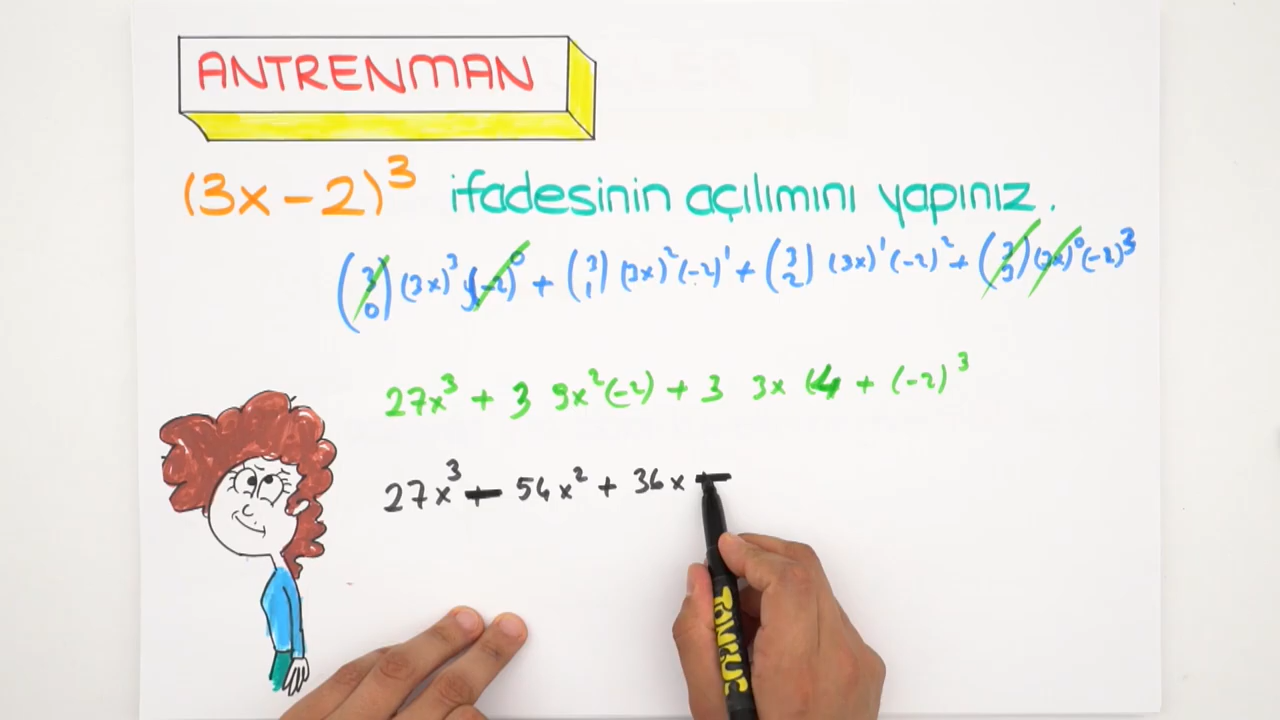 ANTRENMAN
(3x - 2)³ ifadesinin açılımını yapınız.
(3 0) (3x)³ (-2)⁰ + (3 1) (3x)² (-2)¹ + (3 2) (3x)¹ (-2)² + (3 3) (3x)⁰ (-2)³
27x³ + 3 9x² (-2) + 3 3x (4 + (-2)³
27x³ - 54x² + 36x -
TONGUÇ